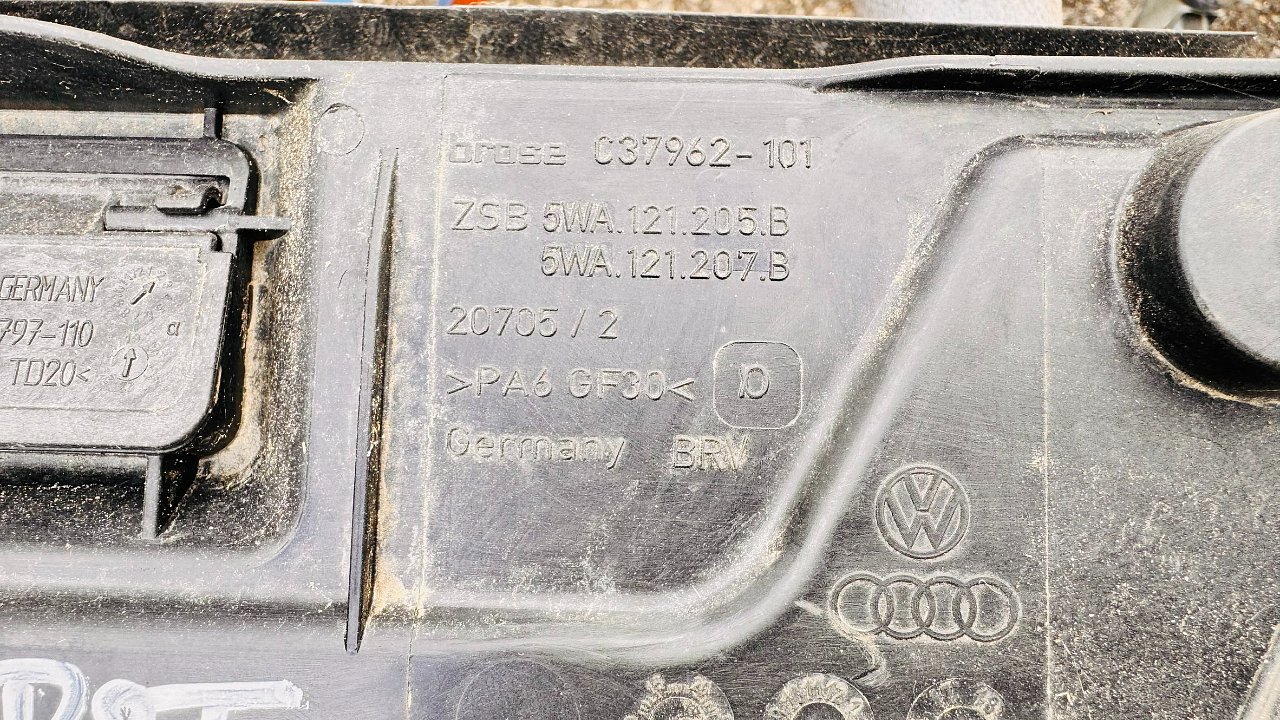 brose C37962-101
ZSB 5WA.121.205.B
5WA.121.207.B
20705 / 2
>PA6 GF30< 10
Germany BRV
GERMANY
797-110
TD20<
VW